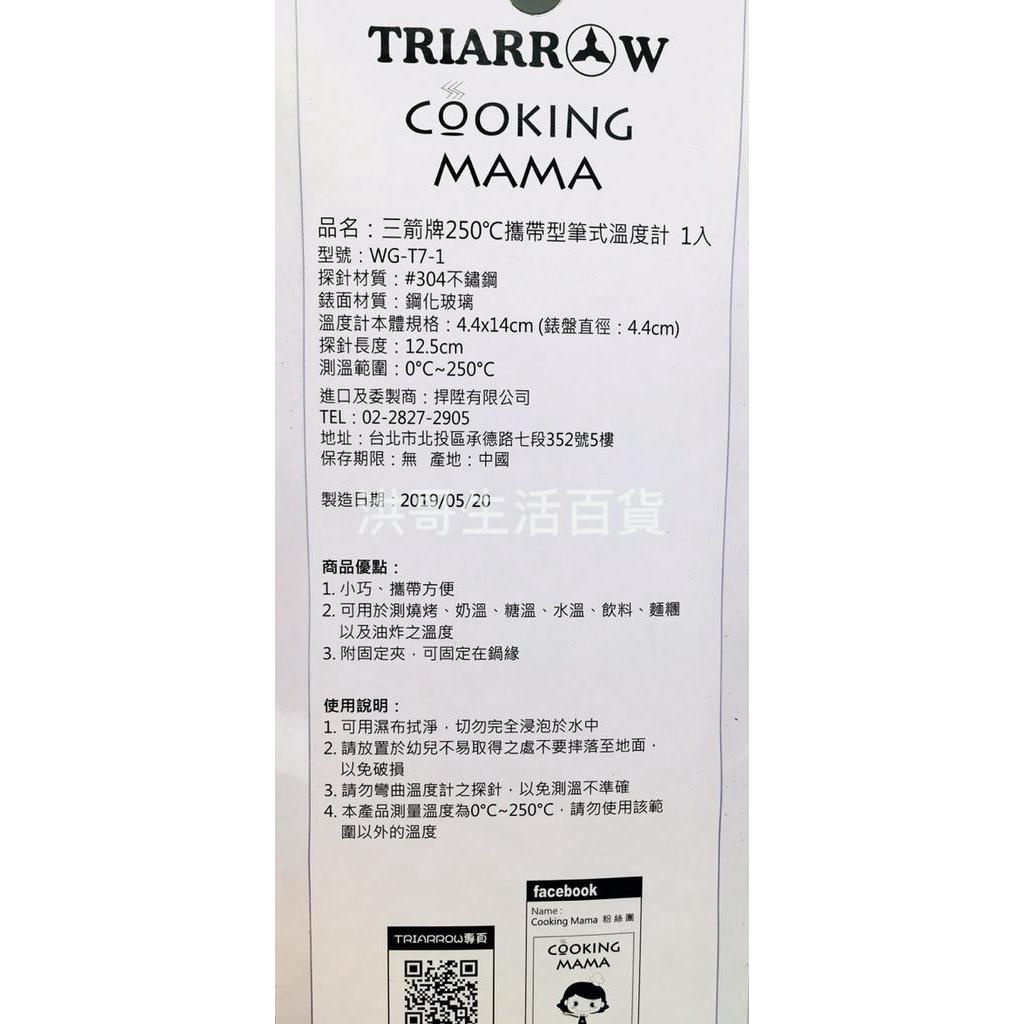 TRIARROW
COOKING
MAMA
品名：三箭牌250°C攜帶型筆式溫度計 1入
型號：WG-T7-1
探針材質：#304不鏽鋼
錶面材質：鋼化玻璃
溫度計本體規格：4.4x14cm (錶盤直徑：4.4cm)
探針長度：12.5cm
測溫範圍：0°C~250°C
進口及委製商：捍陞有限公司
TEL：02-2827-2905
地址：台北市北投區承德路七段352號5樓
保存期限：無 產地：中國
製造日期：2019/05/20
洪哥生活百貨
商品優點：
1. 小巧、攜帶方便
2. 可用於測燒烤、奶溫、糖溫、水溫、飲料、麵糰
以及油炸之溫度
3. 附固定夾，可固定在鍋緣
使用說明：
1. 可用濕布拭淨，切勿完全浸泡於水中
2. 請放置於幼兒不易取得之處不要摔落至地面，
以免破損
3. 請勿彎曲溫度計之探針，以免測溫不準確
4. 本產品測量溫度為0°C~250°C，請勿使用該範
圍以外的溫度
facebook
Name：
Cooking Mama 粉絲團
COOKING
MAMA
TRIARROW專頁